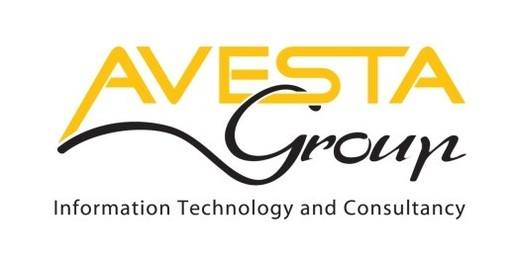 AVESTA
Group
Information Technology and Consultancy